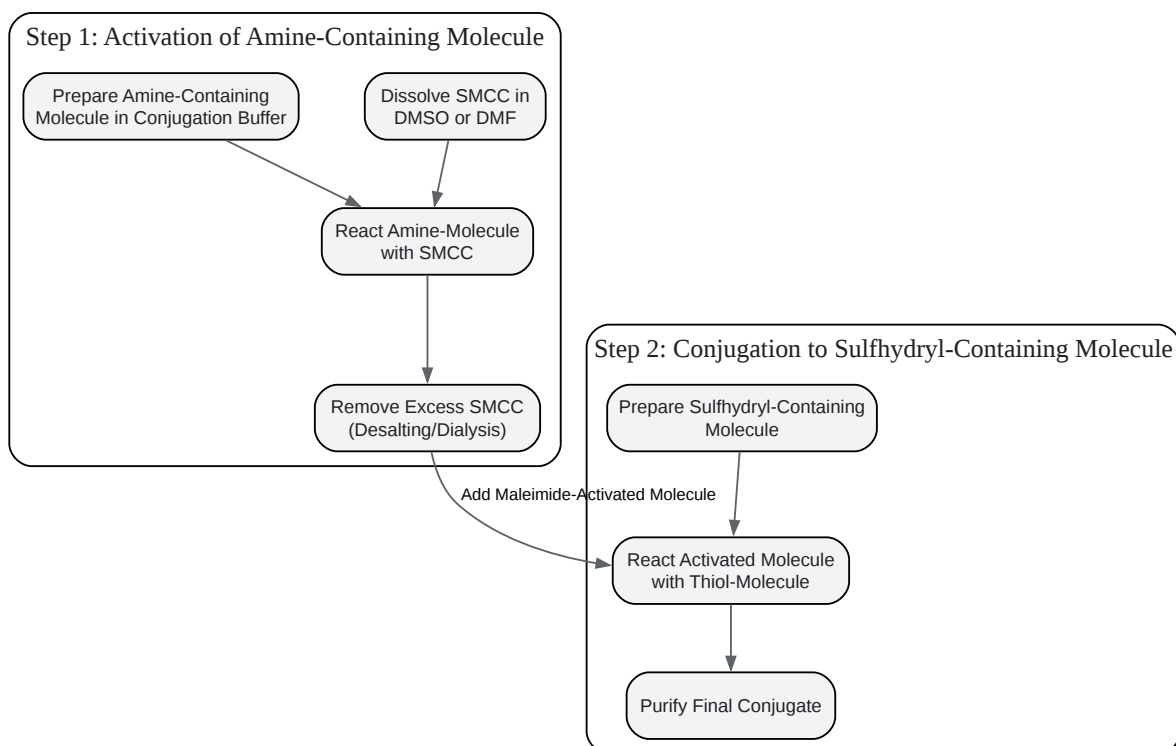 Step 1: Activation of Amine-Containing Molecule
Prepare Amine-Containing
Molecule in Conjugation Buffer
Dissolve SMCC in
DMSO or DMF
React Amine-Molecule
with SMCC
Remove Excess SMCC
(Desalting/Dialysis)
Add Maleimide-Activated Molecule
Step 2: Conjugation to Sulfhydryl-Containing Molecule
Prepare Sulfhydryl-Containing
Molecule
React Activated Molecule
with Thiol-Molecule
Purify Final Conjugate